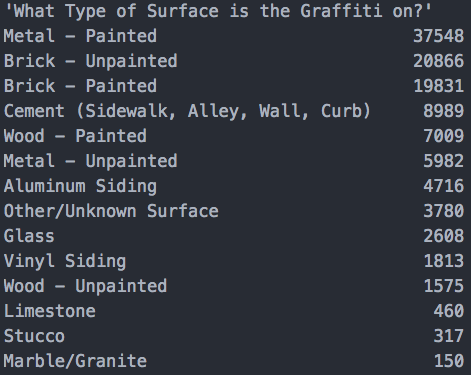 'What Type of Surface is the Graffiti on?'
Metal – Painted 37548
Brick – Unpainted 20866
Brick – Painted 19831
Cement (Sidewalk, Alley, Wall, Curb) 8989
Wood – Painted 7009
Metal – Unpainted 5982
Aluminum Siding 4716
Other/Unknown Surface 3780
Glass 2608
Vinyl Siding 1813
Wood – Unpainted 1575
Limestone 460
Stucco 317
Marble/Granite 150